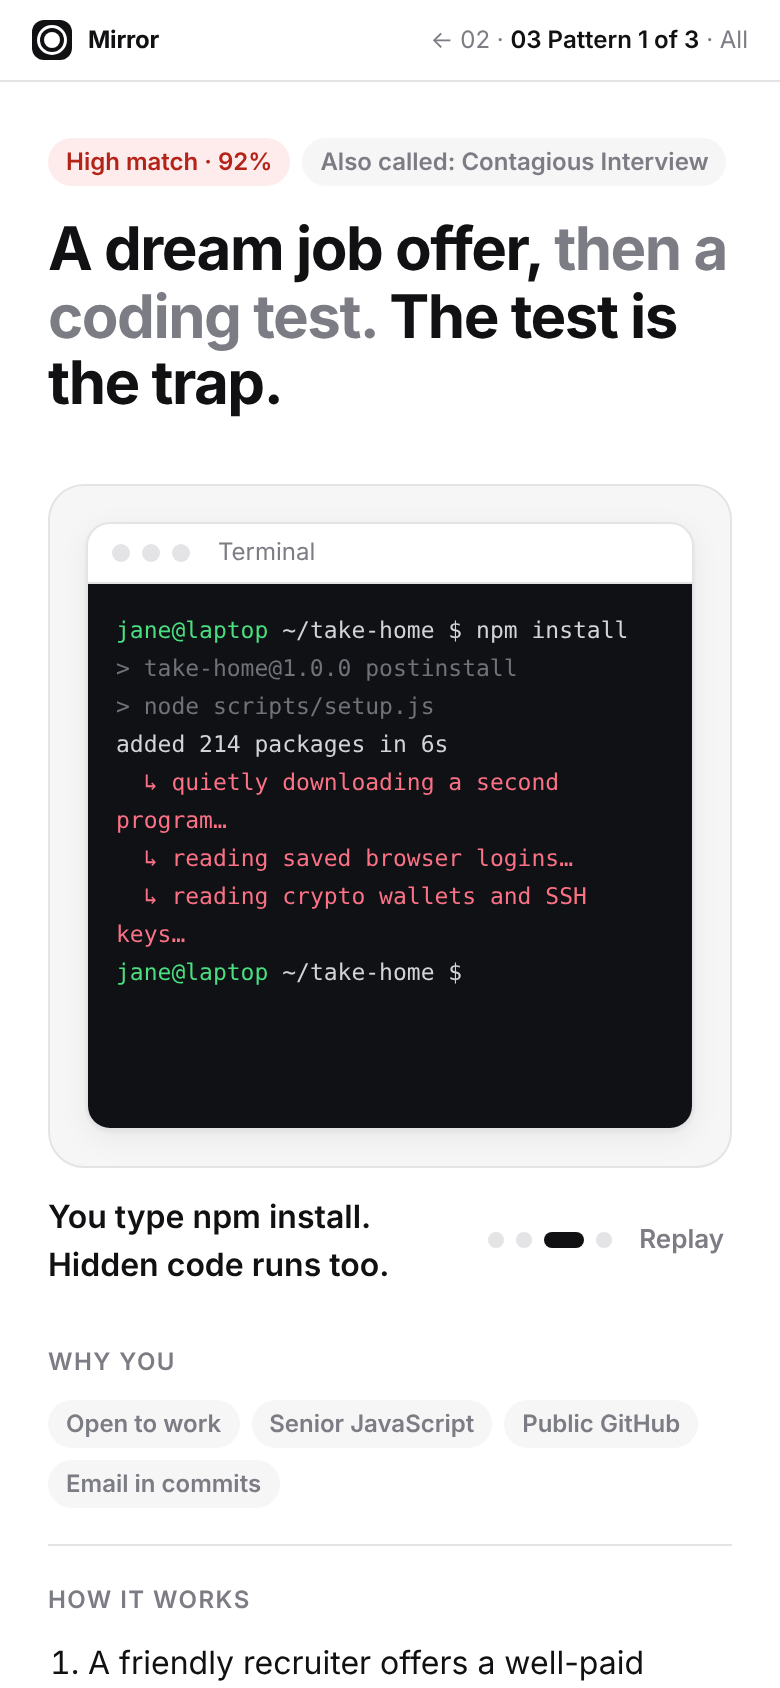 Mirror
← 02 · 03 Pattern 1 of 3 · All
High match · 92%
Also called: Contagious Interview
A dream job offer, then a
coding test. The test is
the trap.
Terminal
jane@laptop ~/take-home $ npm install
> take-home@1.0.0 postinstall
> node scripts/setup.js
added 214 packages in 6s
↳ quietly downloading a second
program…
↳ reading saved browser logins…
↳ reading crypto wallets and SSH
keys…
jane@laptop ~/take-home $
You type npm install.
Hidden code runs too.
Replay
WHY YOU
Open to work
Senior JavaScript
Public GitHub
Email in commits
HOW IT WORKS
1. A friendly recruiter offers a well-paid